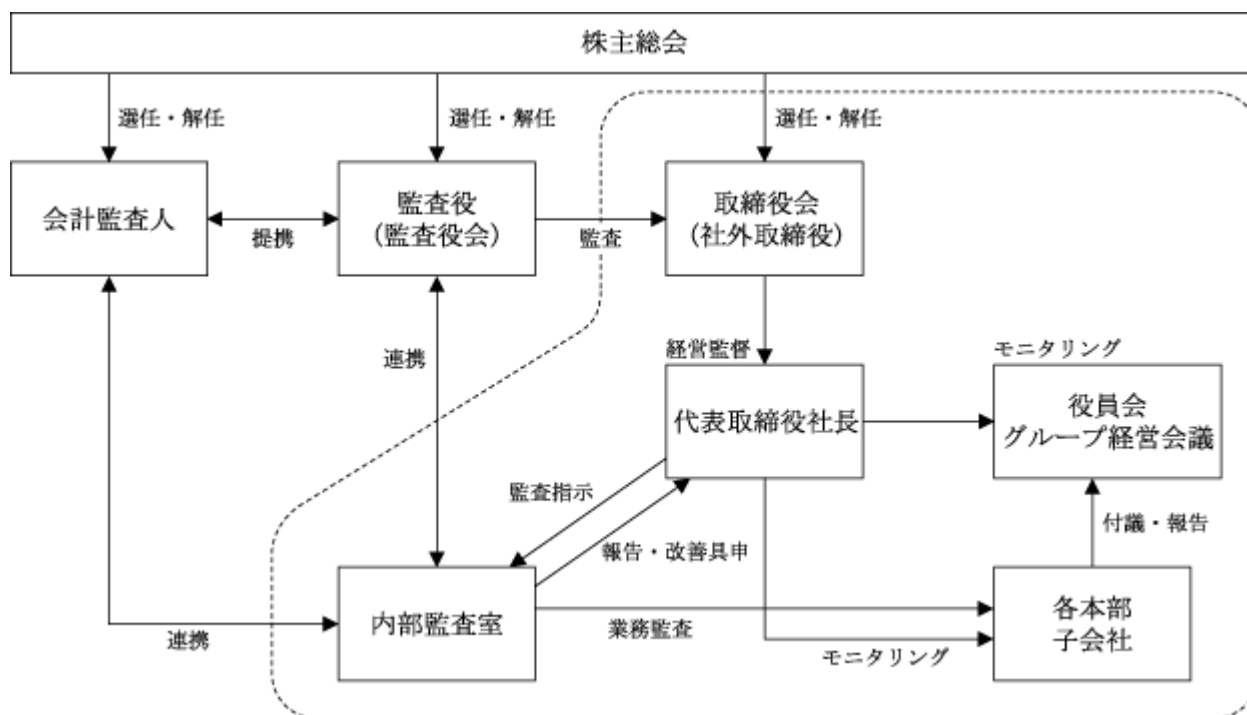 株主総会
選任・解任
選任・解任
選任・解任
会計監査人
提携
監査役
(監査役会)
監査
取締役会
(社外取締役)
連携
経営監督
モニタリング
代表取締役社長
役員会
グループ経営会議
監査指示
報告・改善具申
付議・報告
連携
内部監査室
業務監査
モニタリング
各本部
子会社